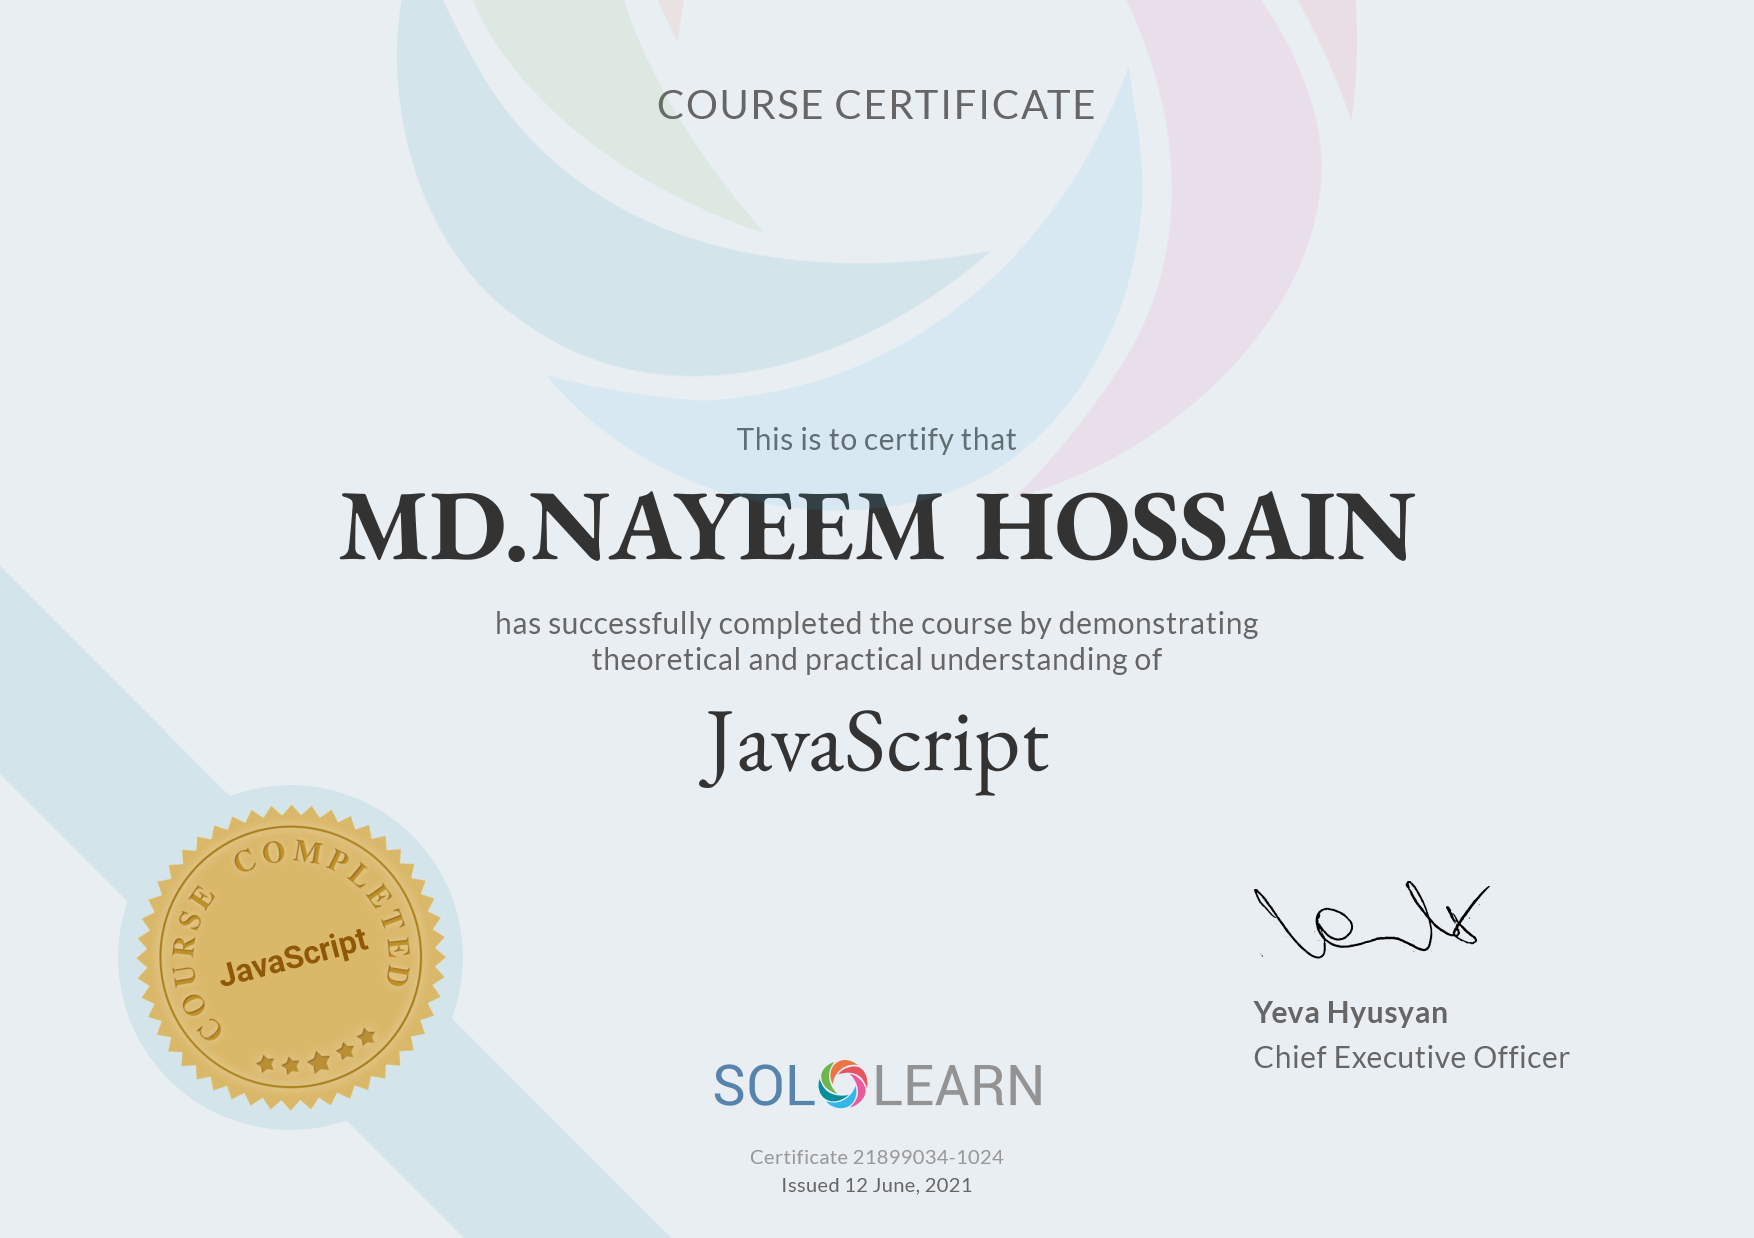 COURSE CERTIFICATE
This is to certify that
MD.NAYEEM HOSSAIN
has successfully completed the course by demonstrating
theoretical and practical understanding of
JavaScript
COURSE COMPLETED
JavaScript
Yeva Hyusyan
Chief Executive Officer
SOLOLEARN
Certificate 21899034-1024
Issued 12 June, 2021